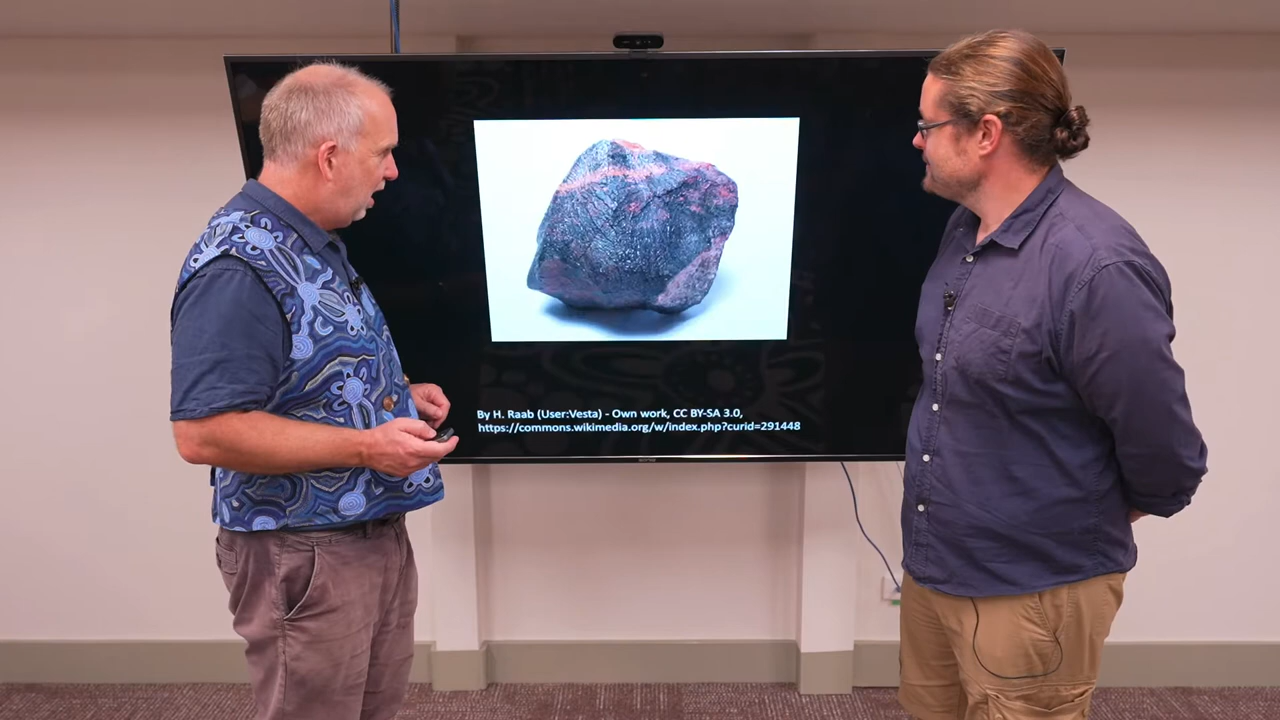 By H. Raab (User:Vesta) - Own work, CC BY-SA 3.0,
https://commons.wikimedia.org/w/index.php?curid=291448